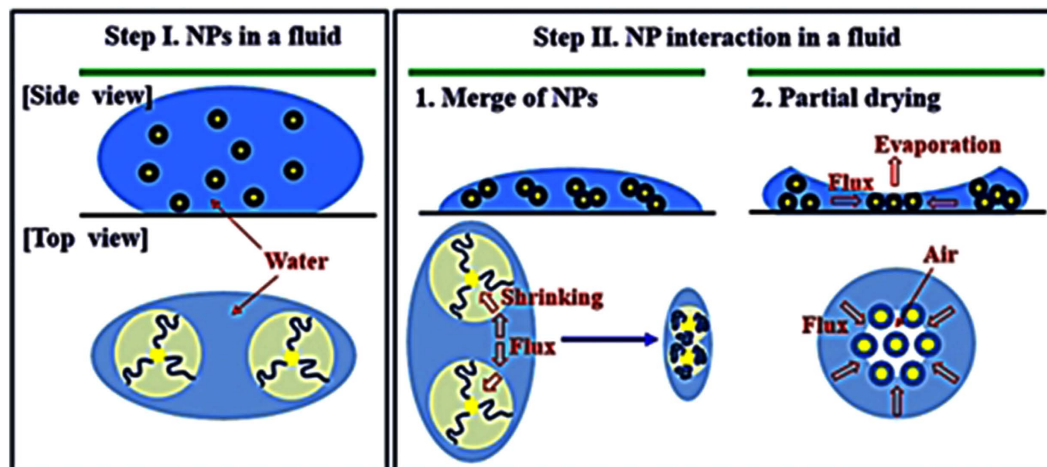 Step I. NPs in a fluid
[Side view]
[Top view]
Water
Step II. NP interaction in a fluid
1. Merge of NPs
Shrinking
Flux
2. Partial drying
Evaporation
Flux
Air
Flux